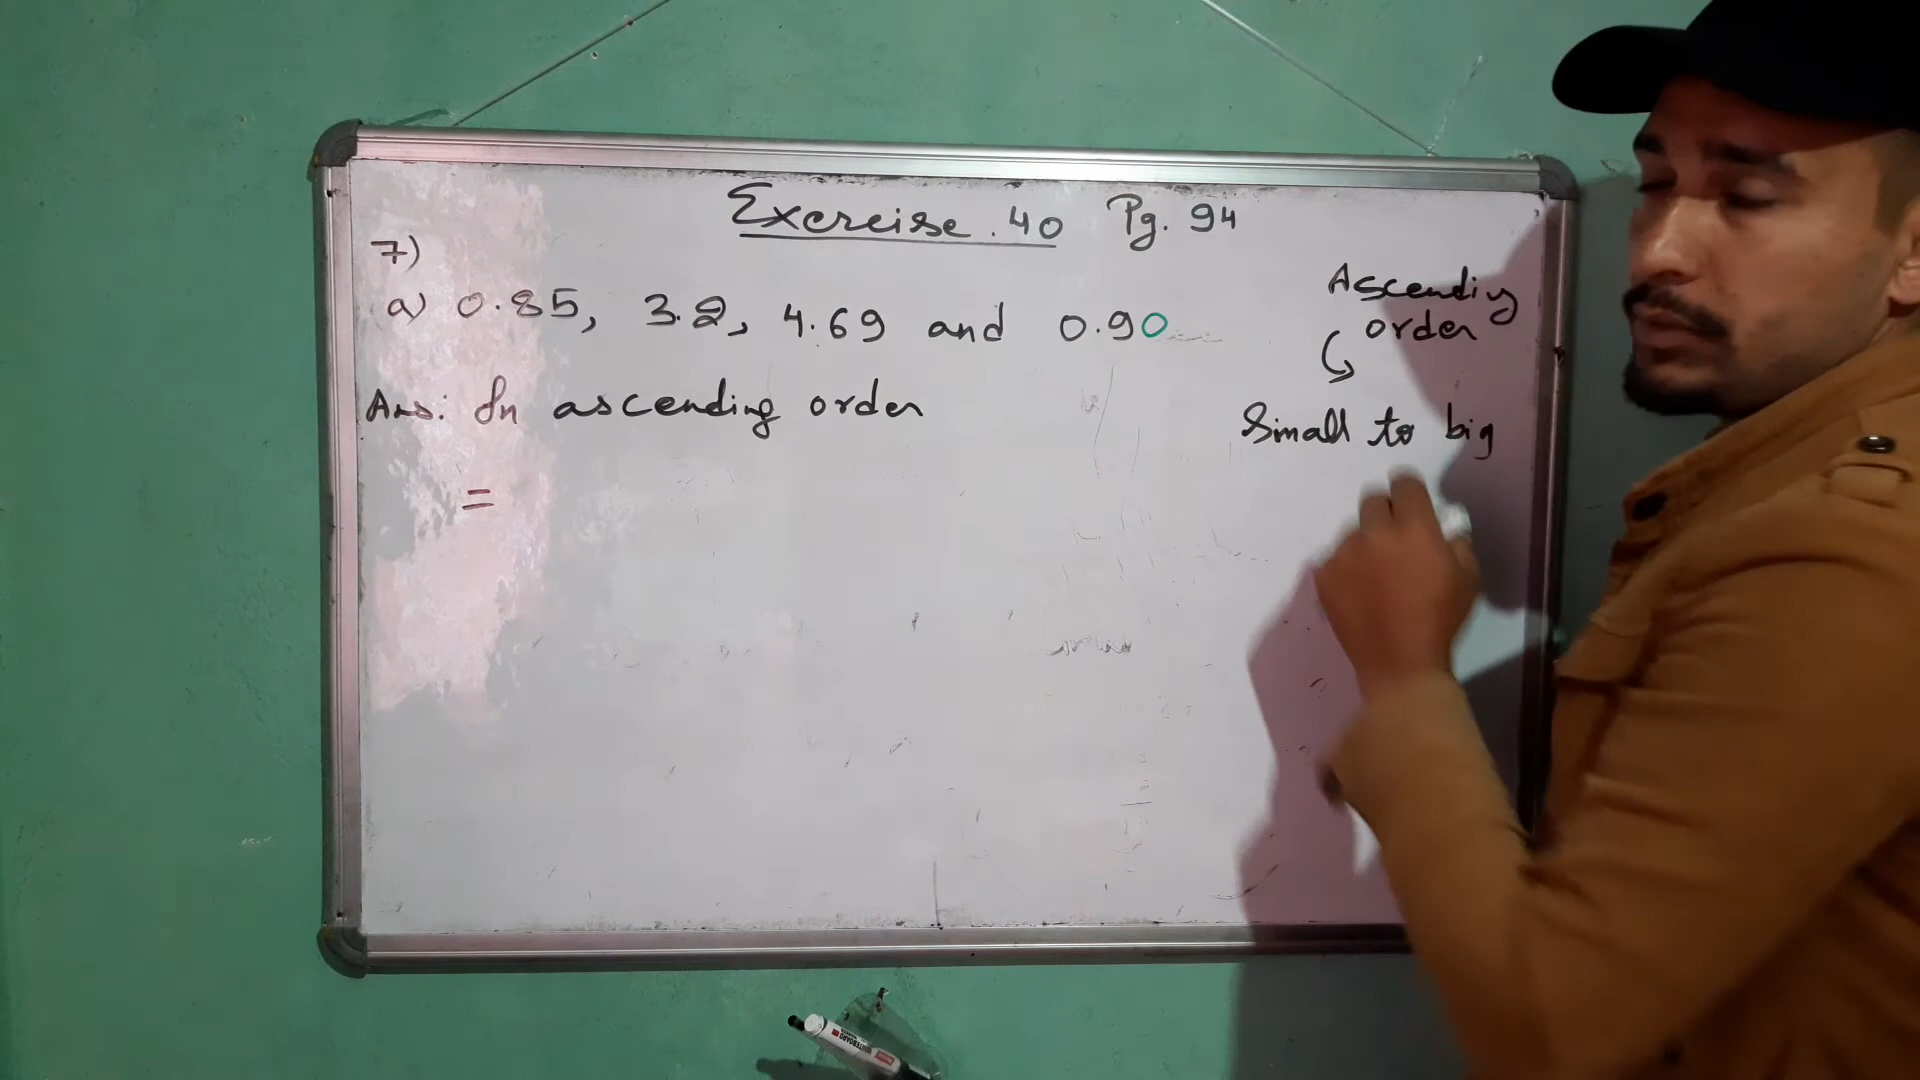 Exercise. 40 Pg. 94
7)
a) 0.85, 3.2, 4.69 and 0.90
Ans: In ascending order
=
Ascending
order
Small to big
WHITEBOARD